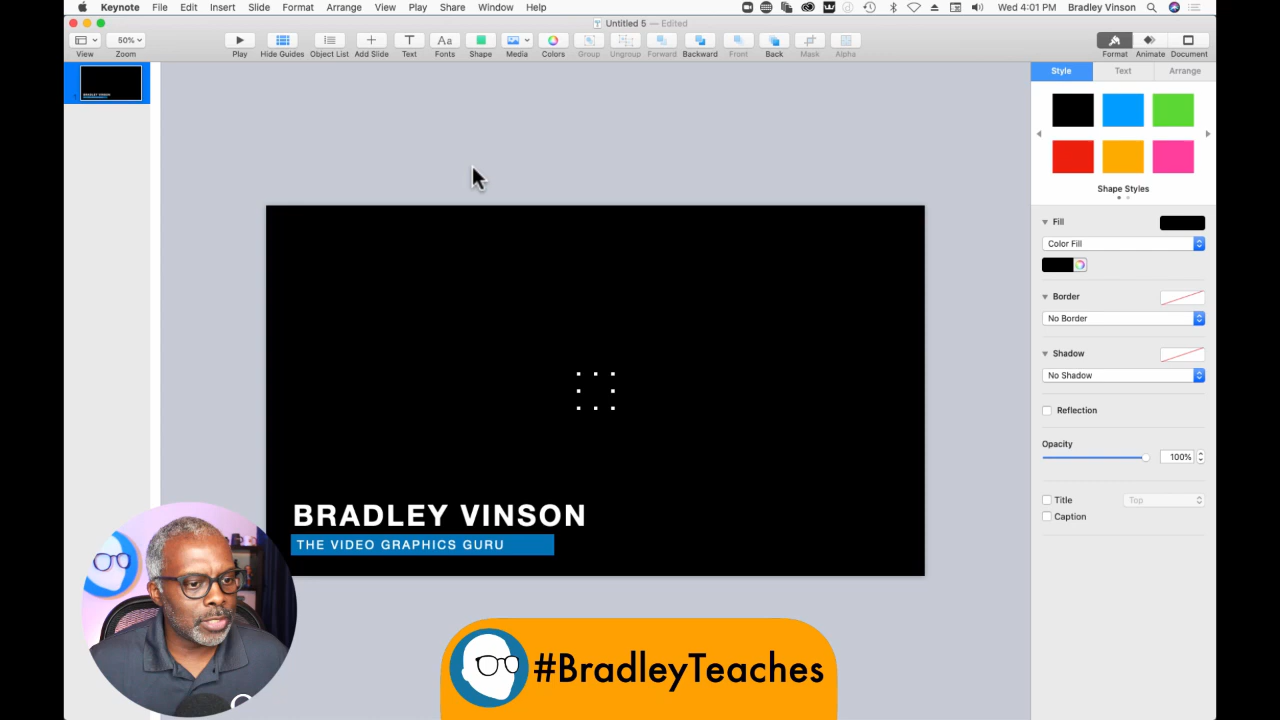 Keynote File Edit Insert Slide Format Arrange View Play Share Window Help Wed 4:01 PM Bradley Vinson
Untitled 5 — Edited
50%
View Zoom Play Hide Guides Object List Add Slide Text Fonts Shape Media Colors Group Ungroup Forward Backward Front Back Mask Alpha Format Animate Document
Style Text Arrange
Shape Styles
Fill
Color Fill
Border
No Border
Shadow
No Shadow
Reflection
Opacity
100%
Title Top
Caption
BRADLEY VINSON
THE VIDEO GRAPHICS GURU
#BradleyTeaches